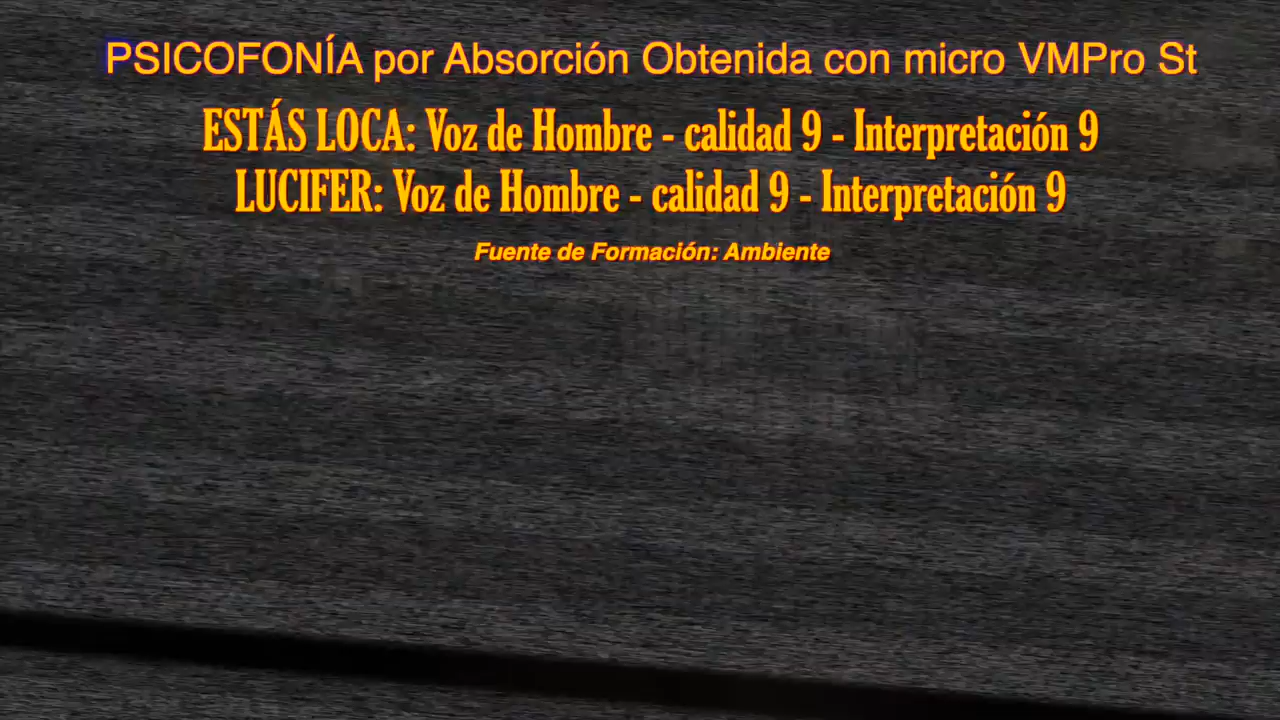 PSICOFONÍA por Absorción Obtenida con micro VMPro St
ESTÁS LOCA: Voz de Hombre - calidad 9 - Interpretación 9
LUCIFER: Voz de Hombre - calidad 9 - Interpretación 9
Fuente de Formación: Ambiente